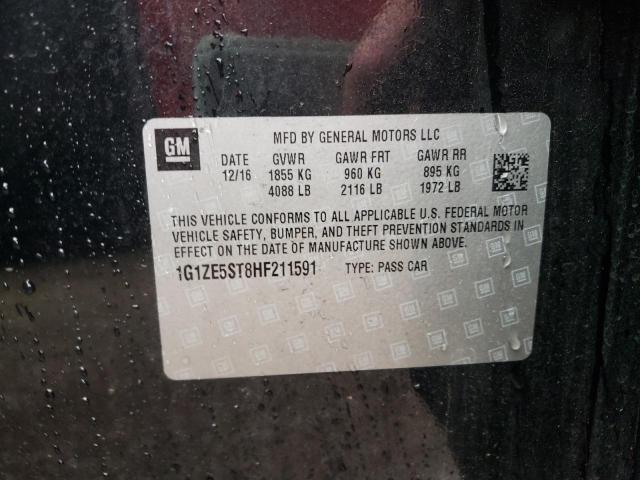 GM
MFD BY GENERAL MOTORS LLC
DATE GVWR GAWR FRT GAWR RR
12/16 1855 KG 960 KG 895 KG
4088 LB 2116 LB 1972 LB
THIS VEHICLE CONFORMS TO ALL APPLICABLE U.S. FEDERAL MOTOR
VEHICLE SAFETY, BUMPER, AND THEFT PREVENTION STANDARDS IN
EFFECT ON THE DATE OF MANUFACTURE SHOWN ABOVE.
1G1ZE5ST8HF211591 TYPE: PASS CAR